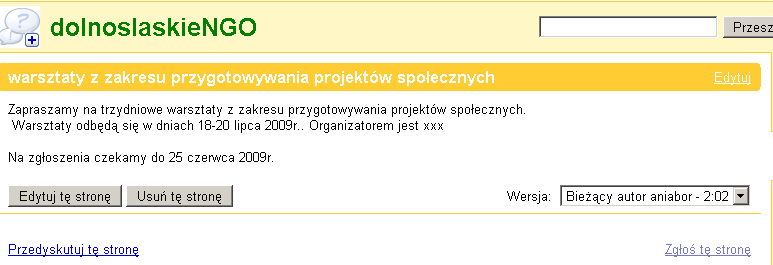 dolnoslaskieNGO
Przesz
warsztaty z zakresu przygotowywania projektów społecznych Edytuj
Zapraszamy na trzydniowe warsztaty z zakresu przygotowywania projektów społecznych.
Warsztaty odbędą się w dniach 18-20 lipca 2009r.. Organizatorem jest xxx
Na zgłoszenia czekamy do 25 czerwca 2009r.
Edytuj tę stronę Usuń tę stronę Wersja: Bieżący autor aniabor - 2:02
Przedyskutuj tę stronę Zgłoś tę stronę